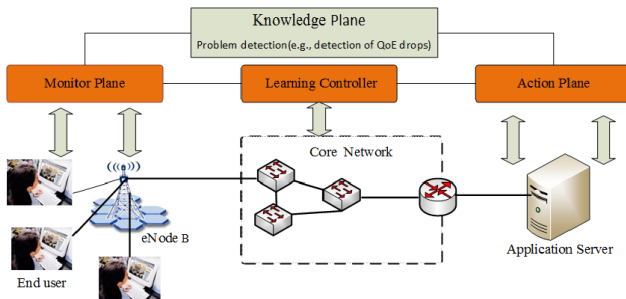 Knowledge Plane
Problem detection(e.g., detection of QoE drops)
Monitor Plane
Learning Controller
Action Plane
Core Network
eNode B
End user
Application Server